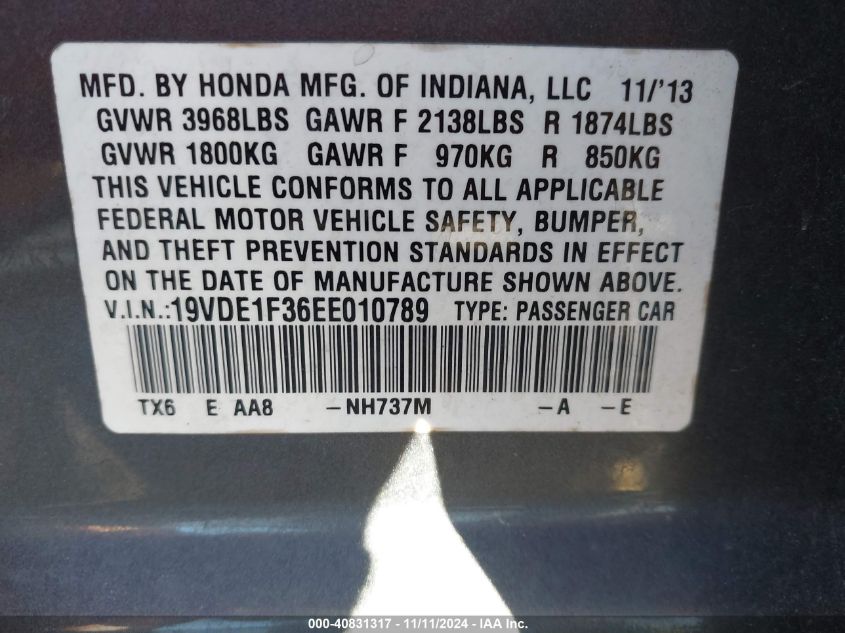 MFD. BY HONDA MFG. OF INDIANA, LLC 11/'13
GVWR 3968LBS GAWR F 2138LBS R 1874LBS
GVWR 1800KG GAWR F 970KG R 850KG
THIS VEHICLE CONFORMS TO ALL APPLICABLE
FEDERAL MOTOR VEHICLE SAFETY, BUMPER,
AND THEFT PREVENTION STANDARDS IN EFFECT
ON THE DATE OF MANUFACTURE SHOWN ABOVE.
V.I.N.:19VDE1F36EE010789 TYPE: PASSENGER CAR
TX6 E AA8 -NH737M -A -E
000-40831317 - 11/11/2024 - USA - IAA, Inc.